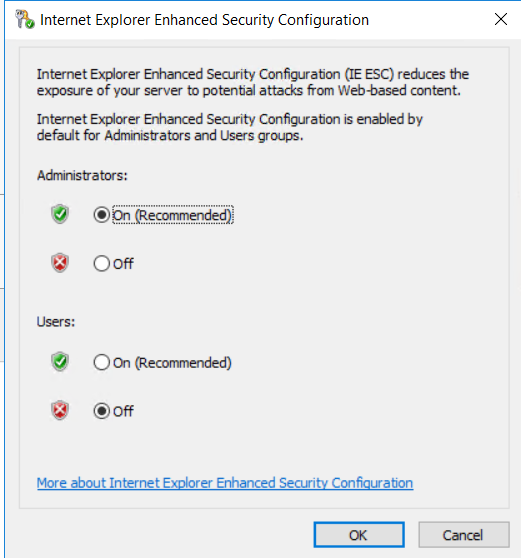 Internet Explorer Enhanced Security Configuration
Internet Explorer Enhanced Security Configuration (IE ESC) reduces the
exposure of your server to potential attacks from Web-based content.
Internet Explorer Enhanced Security Configuration is enabled by
default for Administrators and Users groups.
Administrators:
On (Recommended)
Off
Users:
On (Recommended)
Off
More about Internet Explorer Enhanced Security Configuration
OK Cancel